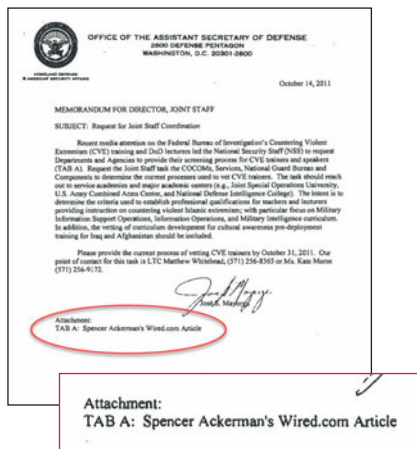 OFFICE OF THE ASSISTANT SECRETARY OF DEFENSE
2600 DEFENSE PENTAGON
WASHINGTON, D.C. 20301-2600
HOMELAND DEFENSE
& AMERICAS' SECURITY AFFAIRS
October 14, 2011
MEMORANDUM FOR DIRECTOR, JOINT STAFF
SUBJECT: Request for Joint Staff Coordination
Recent media attention on the Federal Bureau of Investigation's Countering Violent
Extremism (CVE) training and DoD lecturers led the National Security Staff (NSS) to request
Departments and Agencies to provide their screening process for CVE trainers and speakers
(TAB A). Request the Joint Staff task the COCOMs, Services, National Guard Bureau and
Components to determine the current processes used to vet CVE trainers. The task should reach
out to service academies and major academic centers (e.g., Joint Special Operations University,
U.S. Army Combined Arms Center, and National Defense Intelligence College). The intent is to
determine the criteria used to establish professional qualifications for teachers and lecturers
providing instruction on countering violent Islamic extremism; with particular focus on Military
Information Support Operations, Information Operations, and Military Intelligence curriculum.
In addition, the vetting of curriculum development for cultural awareness pre-deployment
training for Iraq and Afghanistan should be included.
Please provide the current process of vetting CVE trainers by October 31, 2011. Our
point of contact for this task is LTC Matthew Whitehead, (571) 256-8365 or Ms. Kate Morse
(571) 256-9172.
Jose S. Mayorga
Attachment:
TAB A: Spencer Ackerman's Wired.com Article
Attachment:
TAB A: Spencer Ackerman's Wired.com Article